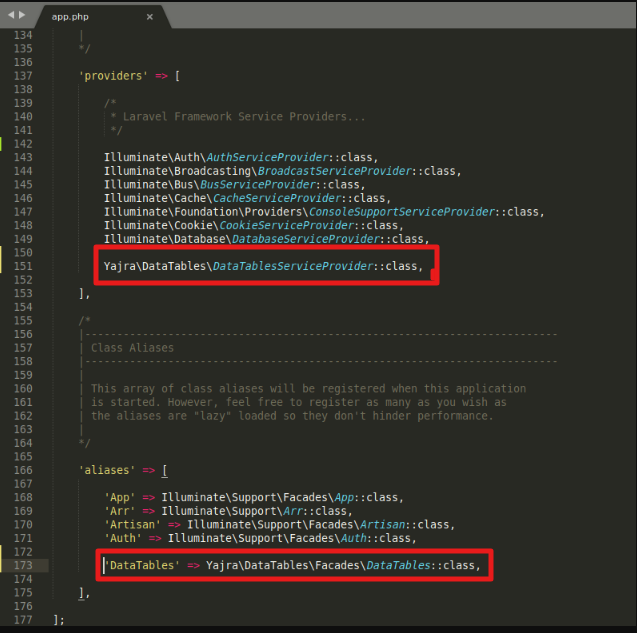 app.php ×
134 |
135 */
136
137 'providers' => [
138
139 /*
140 * Laravel Framework Service Providers...
141 */
142
143 Illuminate\Auth\AuthServiceProvider::class,
144 Illuminate\Broadcasting\BroadcastServiceProvider::class,
145 Illuminate\Bus\BusServiceProvider::class,
146 Illuminate\Cache\CacheServiceProvider::class,
147 Illuminate\Foundation\Providers\ConsoleSupportServiceProvider::class,
148 Illuminate\Cookie\CookieServiceProvider::class,
149 Illuminate\Database\DatabaseServiceProvider::class,
150
151 Yajra\DataTables\DataTablesServiceProvider::class,
152
153 ],
154
155 /*
156 |--------------------------------------------------------------------------
157 | Class Aliases
158 |--------------------------------------------------------------------------
159 |
160 | This array of class aliases will be registered when this application
161 | is started. However, feel free to register as many as you wish as
162 | the aliases are "lazy" loaded so they don't hinder performance.
163 |
164 */
165
166 'aliases' => [
167
168 'App' => Illuminate\Support\Facades\App::class,
169 'Arr' => Illuminate\Support\Arr::class,
170 'Artisan' => Illuminate\Support\Facades\Artisan::class,
171 'Auth' => Illuminate\Support\Facades\Auth::class,
172
173 'DataTables' => Yajra\DataTables\Facades\DataTables::class,
174
175 ],
176
177 ];